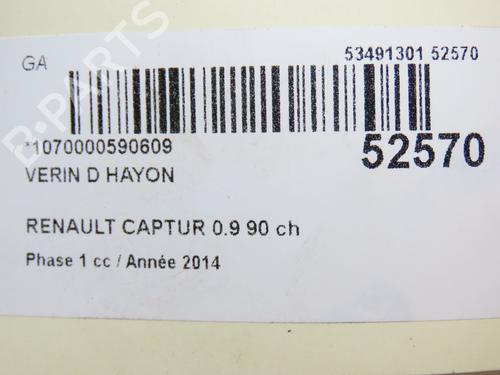 GA
53491301 52570
*1070000590609
52570
VERIN D HAYON
RENAULT CAPTUR 0.9 90 ch
Phase 1 cc / Année 2014
B-PARTS